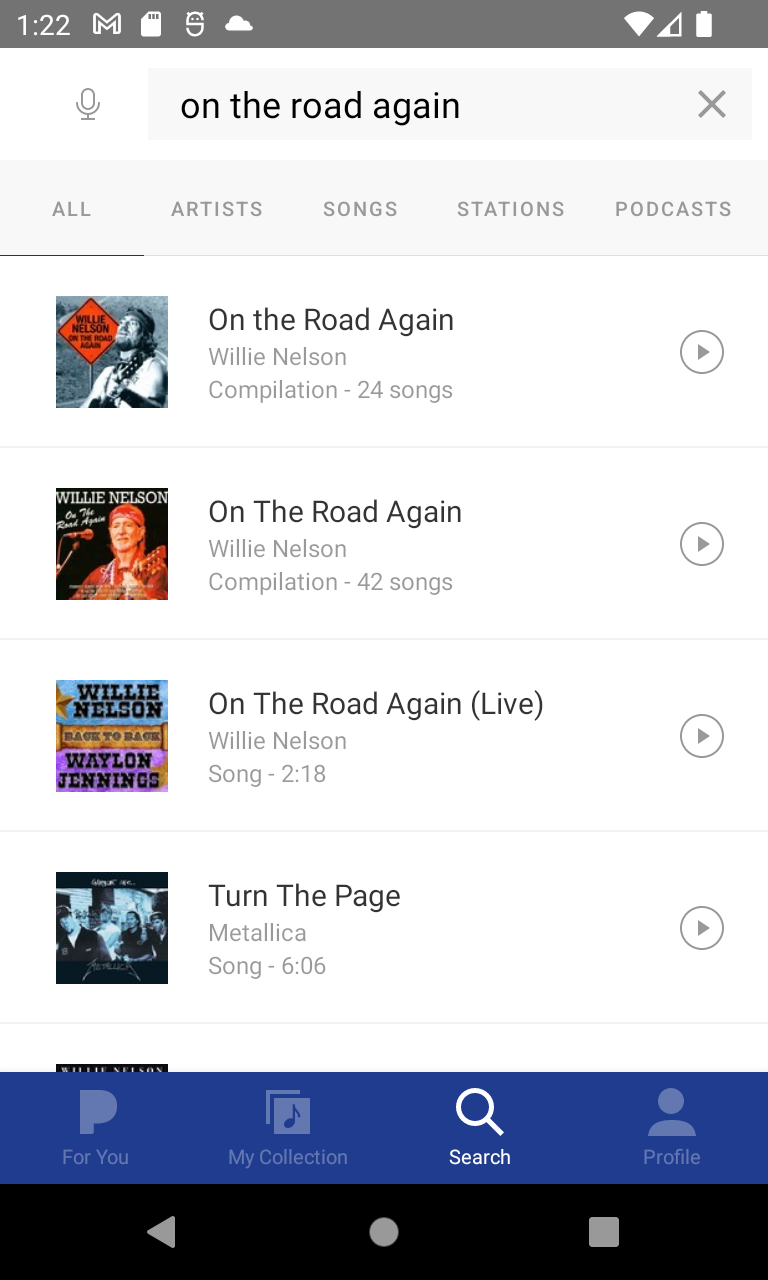 1:22
on the road again
ALL ARTISTS SONGS STATIONS PODCASTS
WILLIE
NELSON
ON THE ROAD
AGAIN
On the Road Again
Willie Nelson
Compilation - 24 songs
WILLIE NELSON
On The
Road Again
On The Road Again
Willie Nelson
Compilation - 42 songs
WILLIE
NELSON
BACK TO BACK
WAYLON
JENNINGS
On The Road Again (Live)
Willie Nelson
Song - 2:18
METALLICA
Turn The Page
Metallica
Song - 6:06
WILLIE NELSON
For You My Collection Search Profile